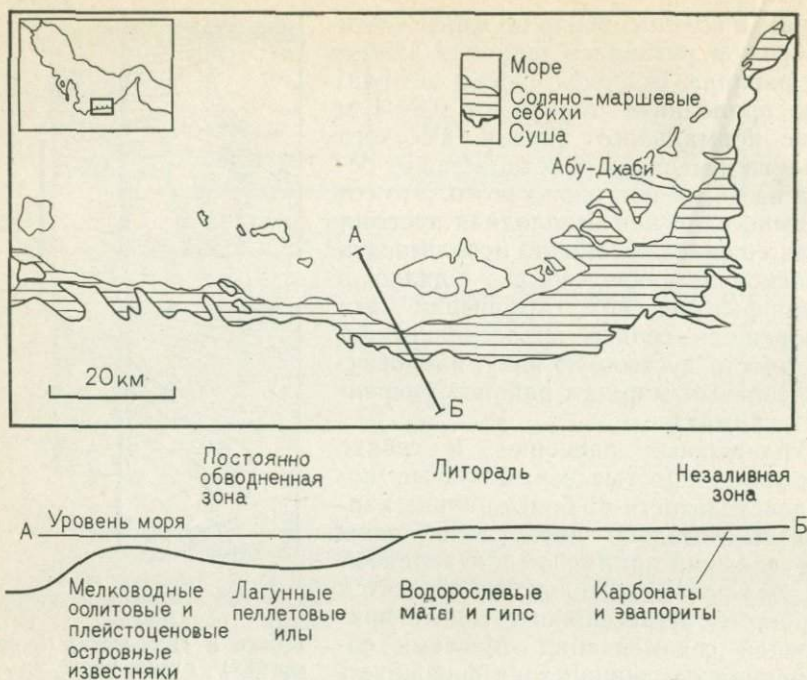 Море
Соляно-маршевые
себкхи
Суша
Абу-Дхаби
А
Б
20 км
Постоянно
обводненная
зона
Литораль
Незаливная
зона
А
Уровень моря
Б
Мелководные
оолитовые и
плейстоценовые
островные
известняки
Лагунные
пеллетовые
илы
Водорослевые
маты и гипс
Карбонаты
и эвапориты